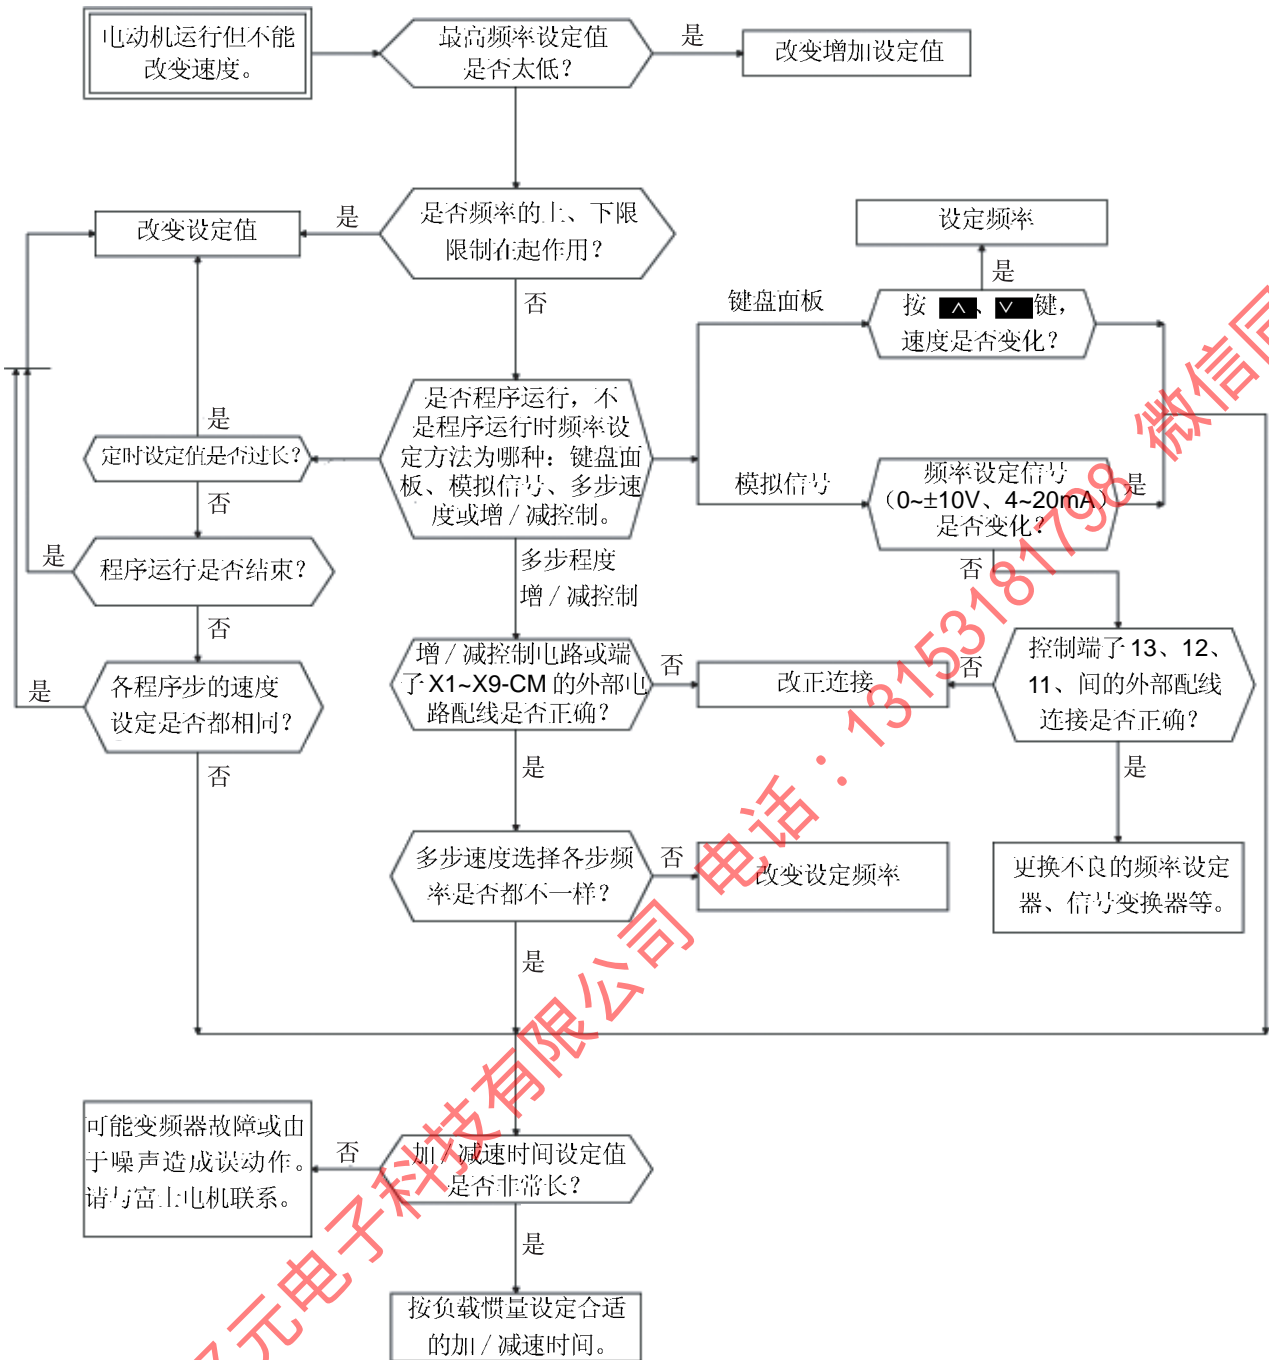 电动机运行但不能
改变速度。
最高频率设定值
是否太低？
是
改变增加设定值
改变设定值
是
是否频率的上、下限
限制在起作用？
否
设定频率
是
键盘面板
按 ∧、∨ 键，
速度是否变化？
是否程序运行，不
是程序运行时频率设
定方法为哪种：键盘面
板、模拟信号、多步速
度或增／减控制。
是
定时设定值是否过长？
否
模拟信号
频率设定信号
（0~±10V、4~20mA）
是否变化？
是
否
是
程序运行是否结束？
否
多步程度
增／减控制
是
各程序步的速度
设定是否都相同？
否
增／减控制电路或端
子 X1~X9-CM 的外部电
路配线是否正确？
否
改正连接
否
控制端子 13、12、
11、间的外部配线
连接是否正确？
是
是
多步速度选择各步频
率是否都不一样？
否
改变设定频率
更换不良的频率设定
器、信号变换器等。
是
可能变频器故障或由
于噪声造成误动作。
请与富士电机联系。
否
加／减速时间设定值
是否非常长？
是
按负载惯量设定合适
的加／减速时间。
元电子科技有限公司 电话：13153181798 微信同